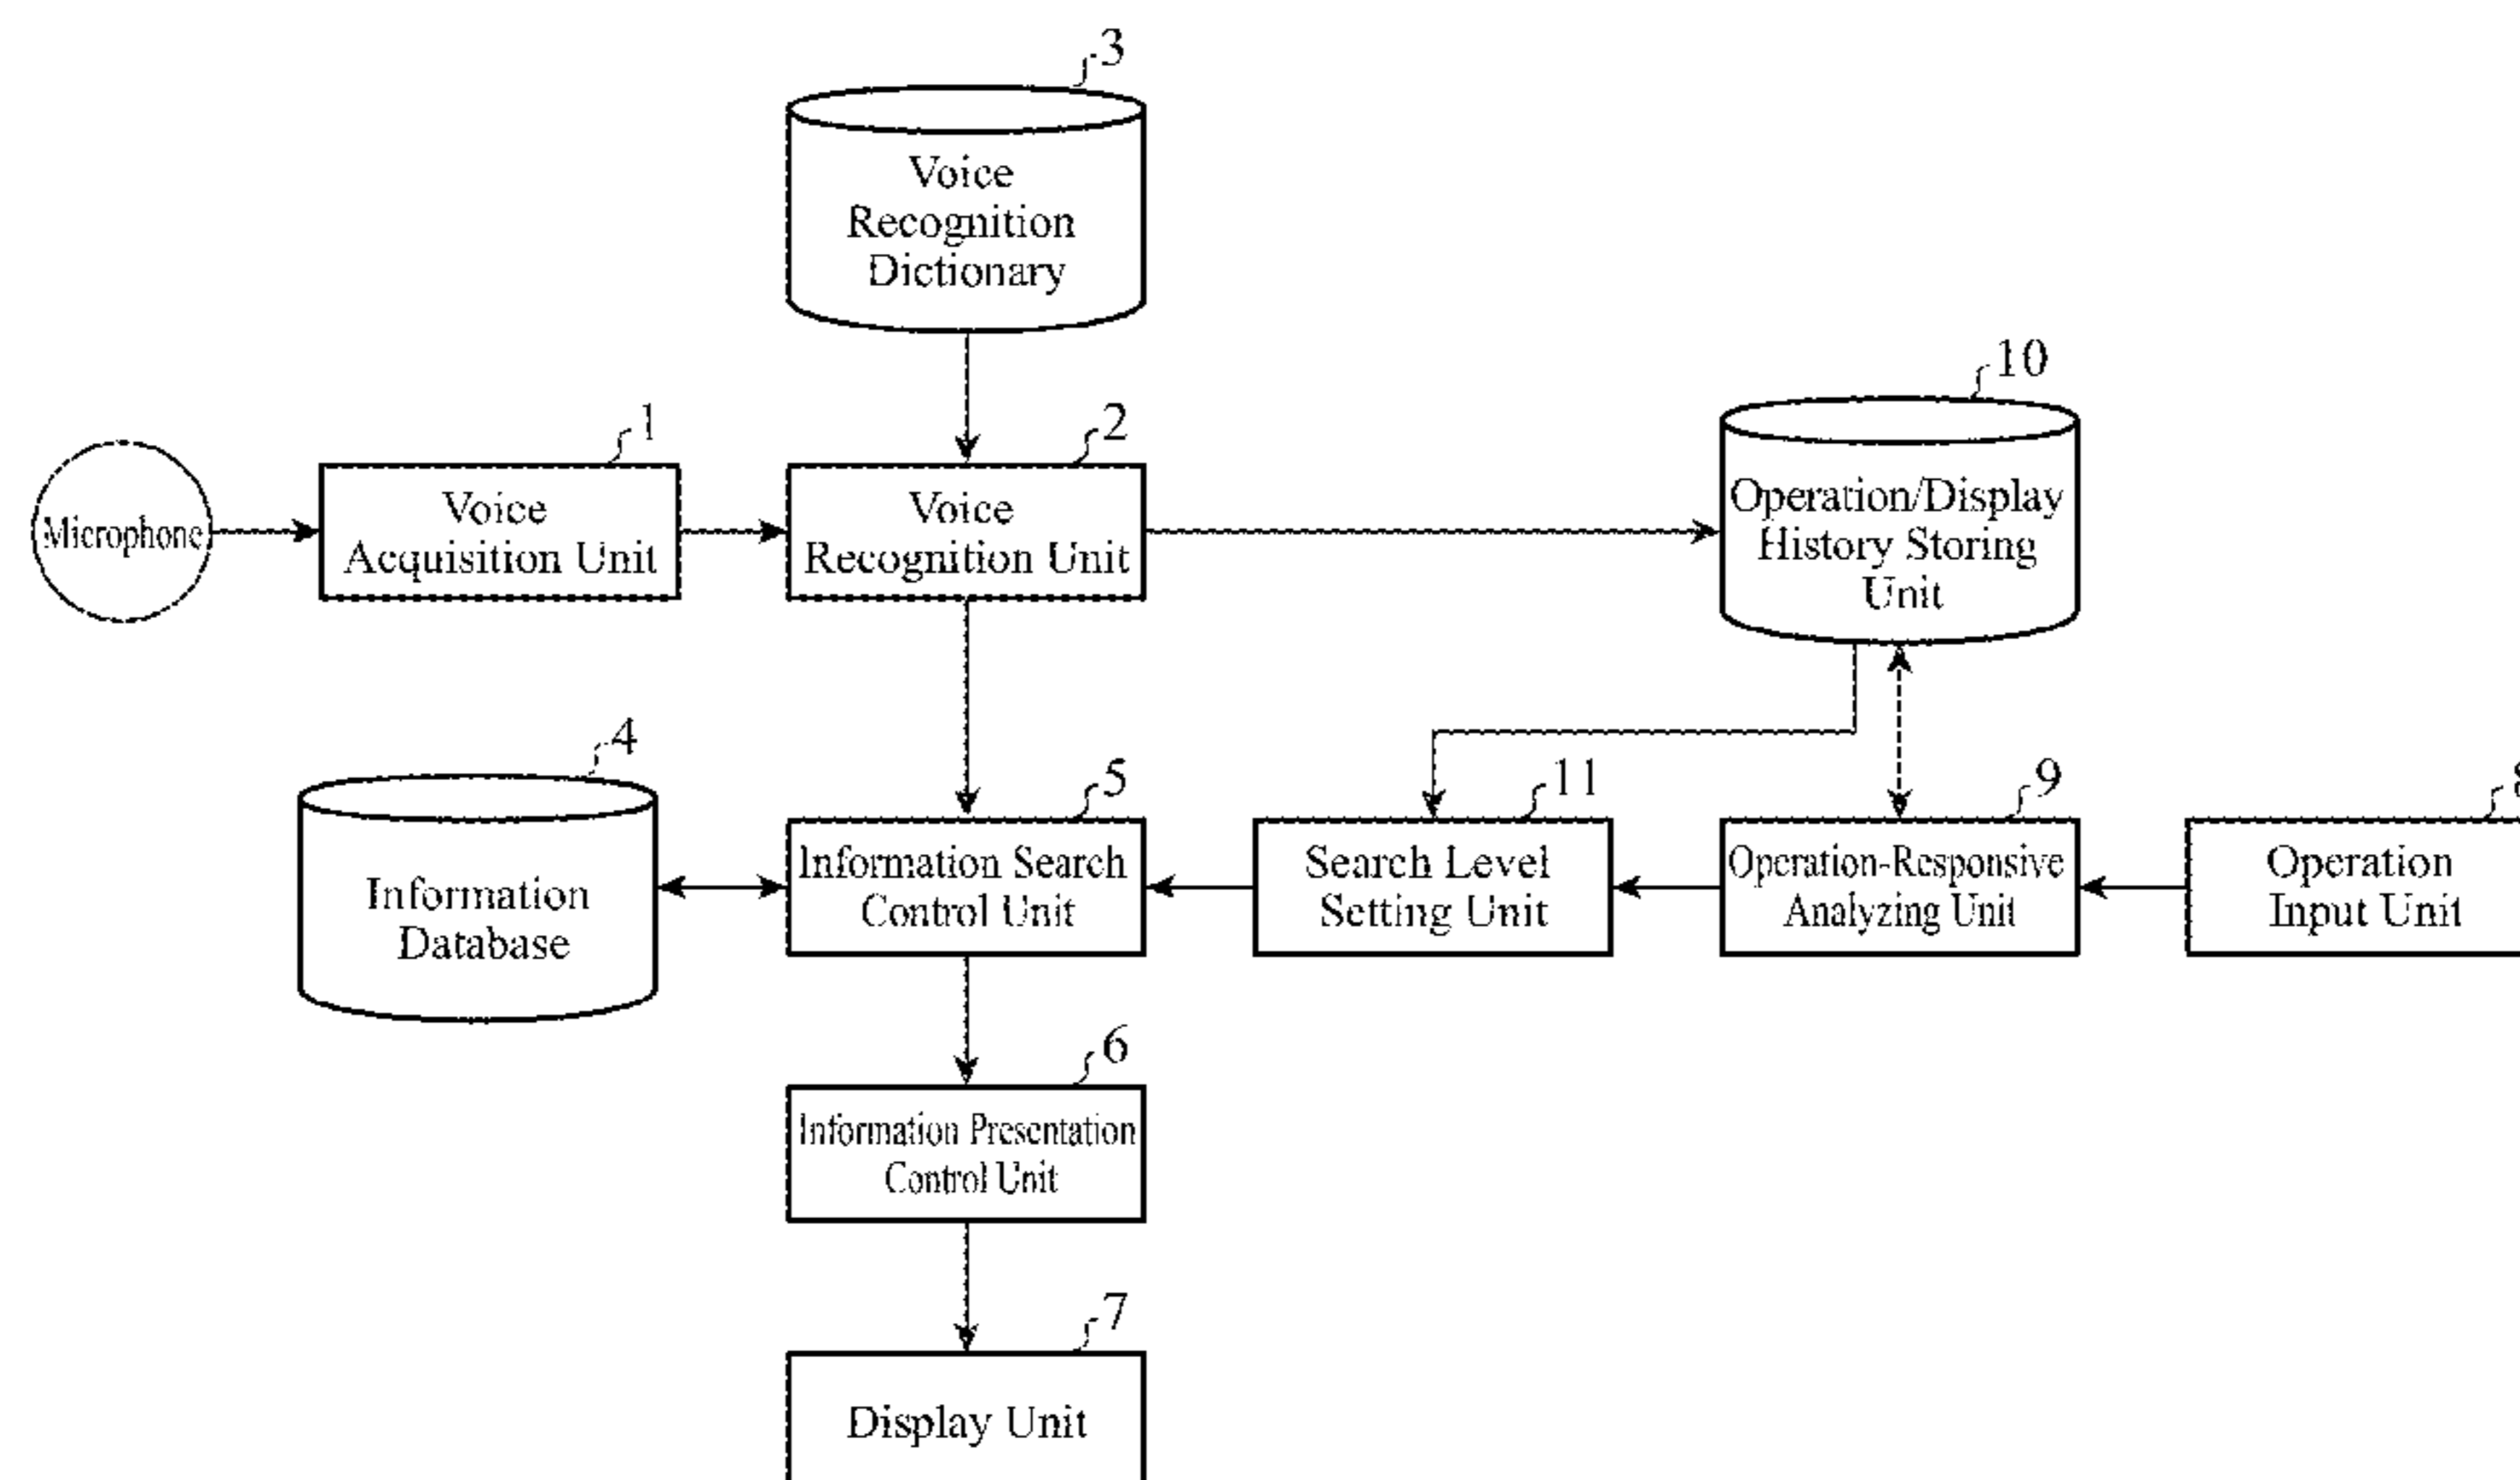 3
Voice
Recognition
Dictionary
10
1
2
Microphone
Voice
Acquisition Unit
Voice
Recognition Unit
Operation/Display
History Storing
Unit
4
5
11
9
8
Information
Database
Information Search
Control Unit
Search Level
Setting Unit
Operation-Responsive
Analyzing Unit
Operation
Input Unit
6
Information Presentation
Control Unit
7
Display Unit